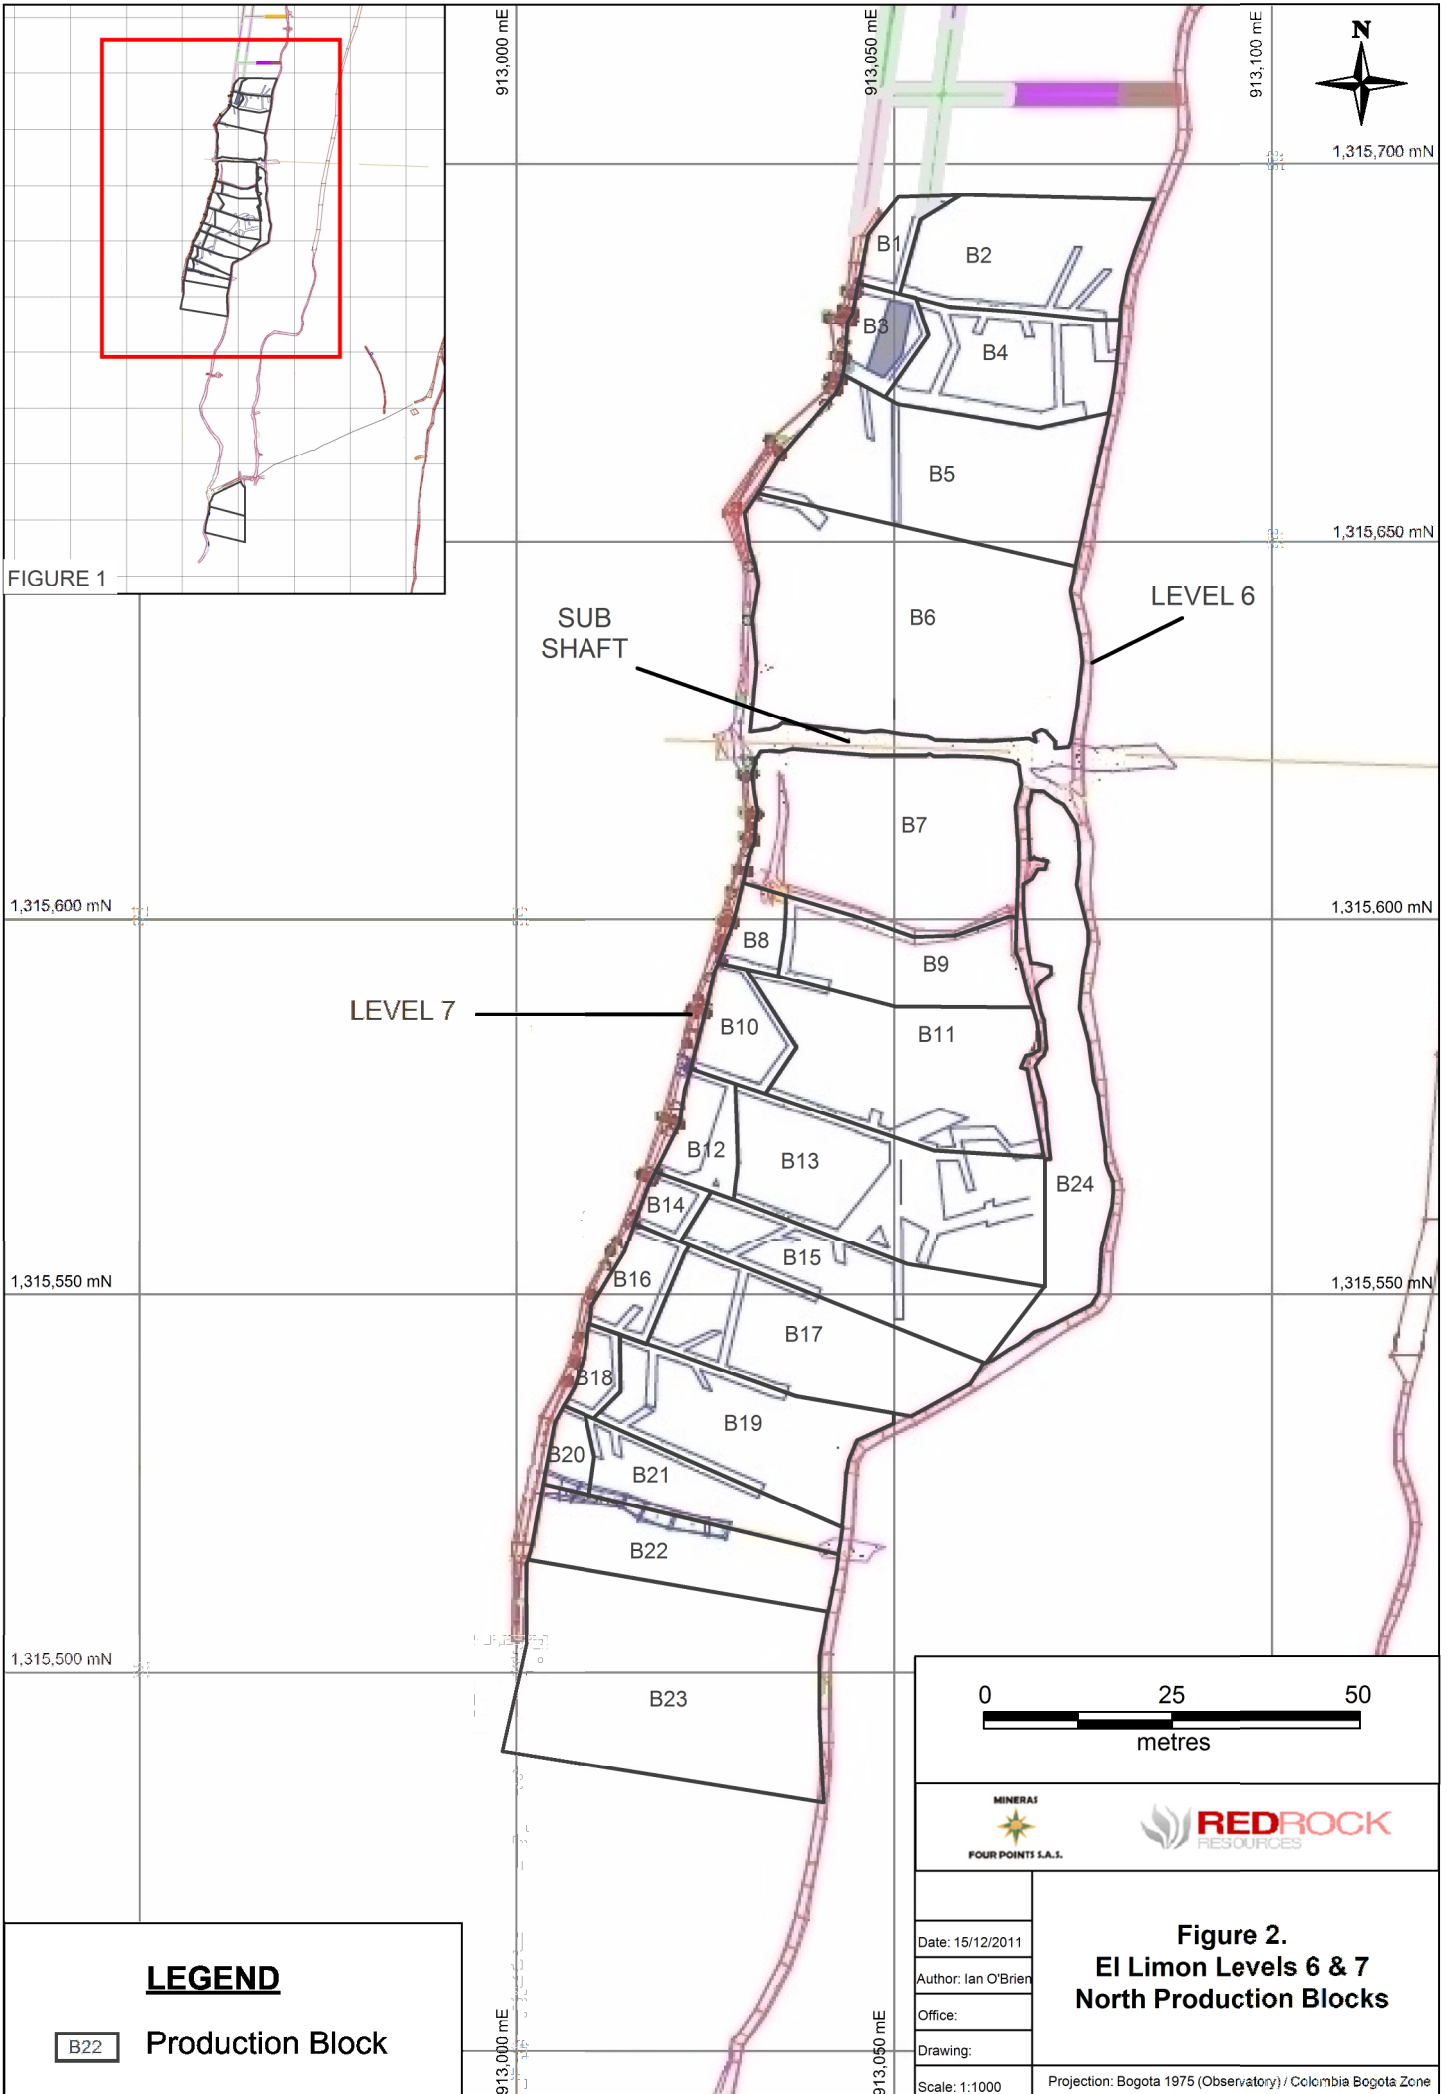 913,000 mE
913,050 mE
913,100 mE
N
1,315,700 mN
B1
B2
B3
B4
B5
1,315,650 mN
FIGURE 1
SUB
SHAFT
B6
LEVEL 6
B7
1,315,600 mN
1,315,600 mN
B8
B9
LEVEL 7
B10
B11
B12
B13
B24
B14
B15
B16
1,315,550 mN
1,315,550 mN
B17
B18
B19
B20
B21
B22
1,315,500 mN
B23
0 25 50
metres
MINERAS
FOUR POINTS S.A.S.
REDROCK
RESOURCES
LEGEND
B22 Production Block
913,000 mE
913,050 mE
Date: 15/12/2011
Author: Ian O'Brien
Office:
Drawing:
Scale: 1:1000
Figure 2.
El Limon Levels 6 & 7
North Production Blocks
Projection: Bogota 1975 (Observatory) / Colombia Bogota Zone